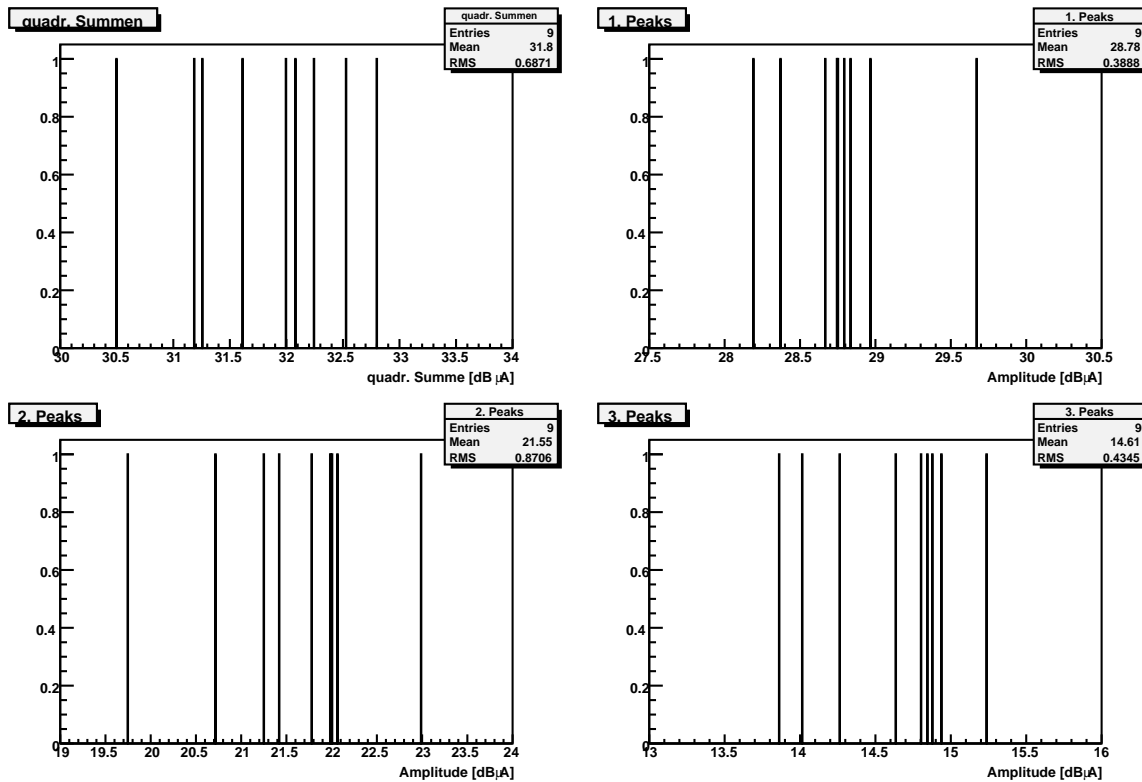 quadr. Summen
quadr. Summen
Entries 9
Mean 31.8
RMS 0.6871
1
0.8
0.6
0.4
0.2
0
30 30.5 31 31.5 32 32.5 33 33.5 34
quadr. Summe [dB µA]
1. Peaks
1. Peaks
Entries 9
Mean 28.78
RMS 0.3888
1
0.8
0.6
0.4
0.2
0
27.5 28 28.5 29 29.5 30 30.5
Amplitude [dBµA]
2. Peaks
2. Peaks
Entries 9
Mean 21.55
RMS 0.8706
1
0.8
0.6
0.4
0.2
0
19 19.5 20 20.5 21 21.5 22 22.5 23 23.5 24
Amplitude [dBµA]
3. Peaks
3. Peaks
Entries 9
Mean 14.61
RMS 0.4345
1
0.8
0.6
0.4
0.2
0
13 13.5 14 14.5 15 15.5 16
Amplitude [dBµA]